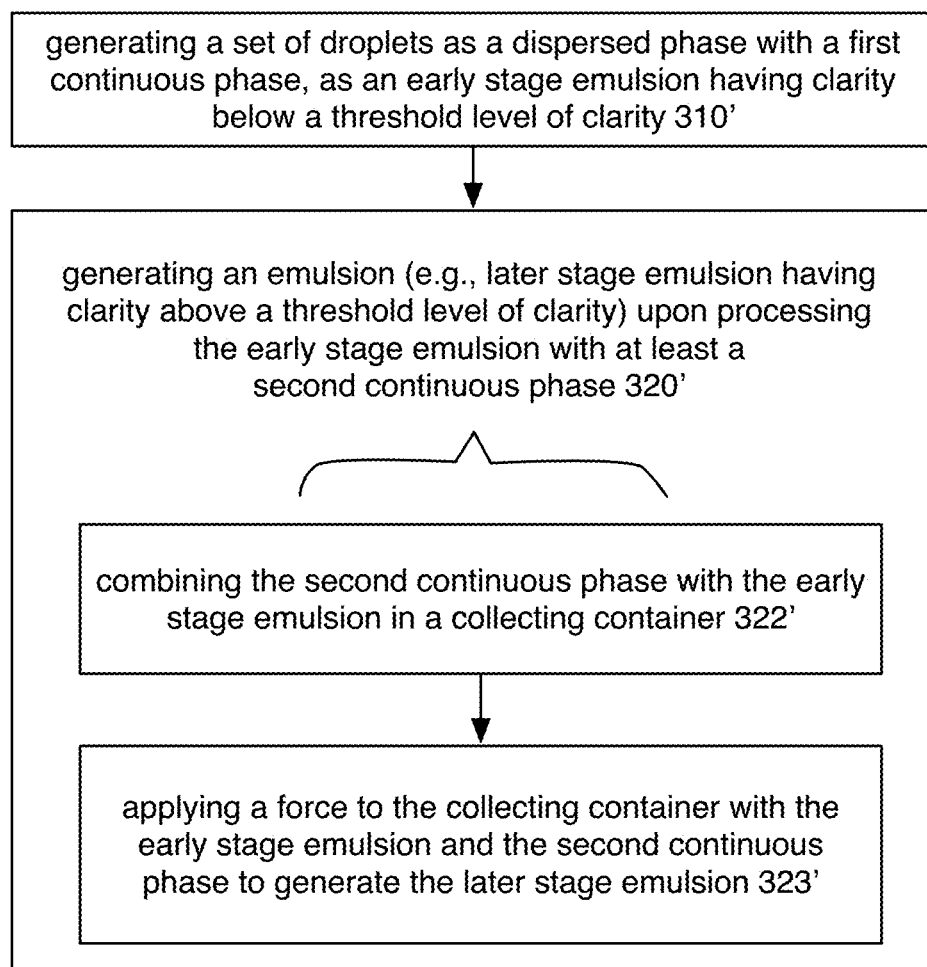 generating a set of droplets as a dispersed phase with a first
continuous phase, as an early stage emulsion having clarity
below a threshold level of clarity 310'
generating an emulsion (e.g., later stage emulsion having
clarity above a threshold level of clarity) upon processing
the early stage emulsion with at least a
second continuous phase 320'
combining the second continuous phase with the early
stage emulsion in a collecting container 322'
applying a force to the collecting container with the
early stage emulsion and the second continuous
phase to generate the later stage emulsion 323'